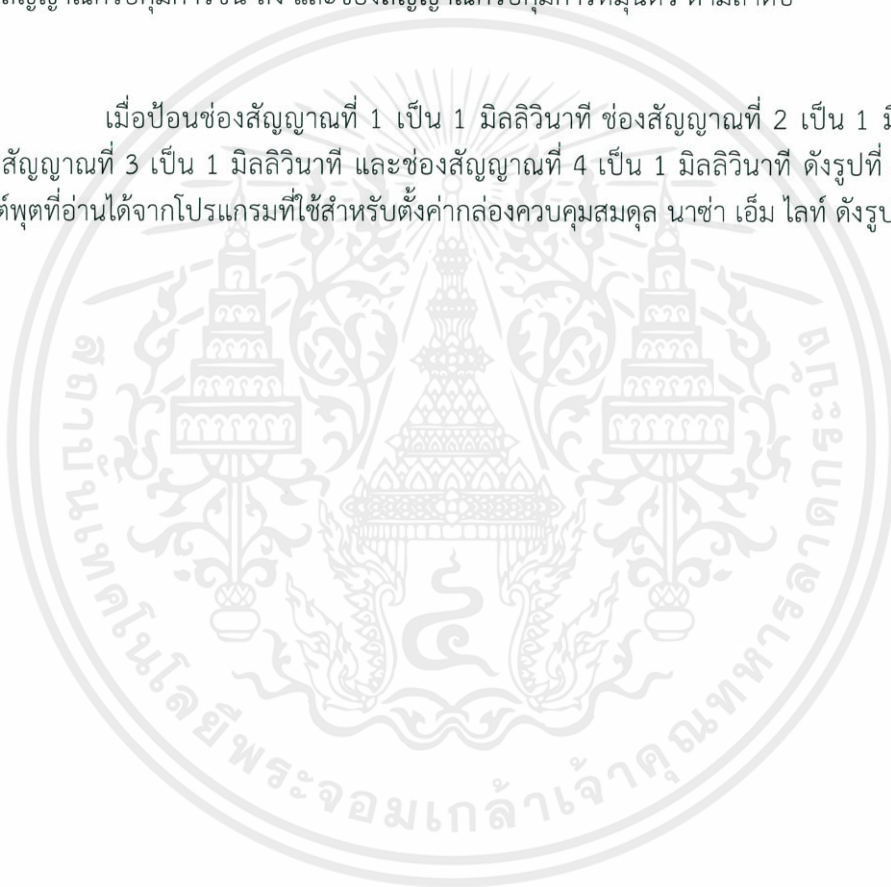 เมื่อป้อนช่องสัญญาณที่ 1 เป็น 1 มิลลิวินาที ช่องสัญญาณที่ 2 เป็น 1 มิ
สัญญาณที่ 3 เป็น 1 มิลลิวินาที และช่องสัญญาณที่ 4 เป็น 1 มิลลิวินาที ดังรูปที่
ต์พุตที่อ่านได้จากโปรแกรมที่ใช้สำหรับตั้งค่ากล่องควบคุมสมดุล นาซ่า เอ็ม ไลท์ ดังรูป
สถาบันเทคโนโลยีพระจอมเกล้าเจ้าคุณทหารลาดกระบัง